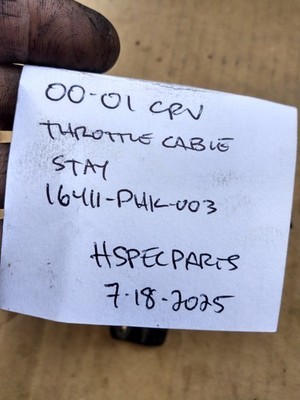 00-01 CRV
THROTTLE CABLE
STAY
16411-PHK-003
HSPECPARTS
7-18-2025